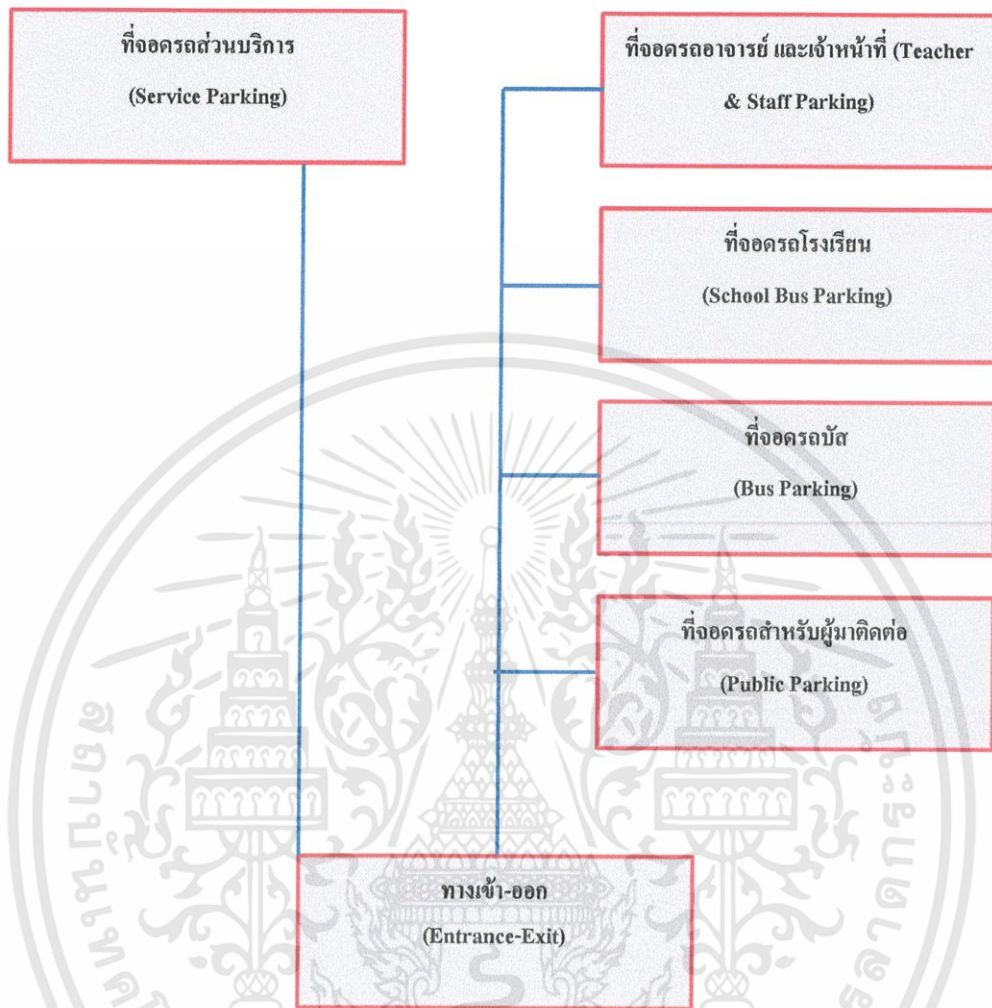 ที่จอดรถส่วนบริการ
(Service Parking)
ที่จอดรถอาจารย์ และเจ้าหน้าที่ (Teacher
& Staff Parking)
ที่จอดรถโรงเรียน
(School Bus Parking)
ที่จอดรถบัส
(Bus Parking)
ที่จอดรถสำหรับผู้มาติดต่อ
(Public Parking)
ทางเข้า-ออก
(Entrance-Exit)